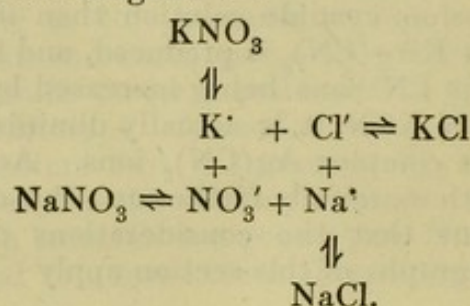 KNO₃
⥮
K˙ + Cl′ ⇌ KCl
+ +
NaNO₃ ⇌ NO₃′ + Na˙
⥮
NaCl.